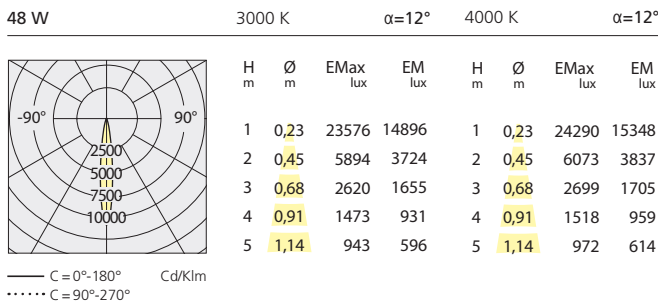 48 W 3000 K α=12° 4000 K α=12°
H Ø EMax EM H Ø EMax EM
m m lux lux m m lux lux
-90° 90°
1 0,23 23576 14896 1 0,23 24290 15348
2500
2 0,45 5894 3724 2 0,45 6073 3837
5000
3 0,68 2620 1655 3 0,68 2699 1705
7500
10000
4 0,91 1473 931 4 0,91 1518 959
5 1,14 943 596 5 1,14 972 614
C = 0°-180° Cd/Klm
C = 90°-270°